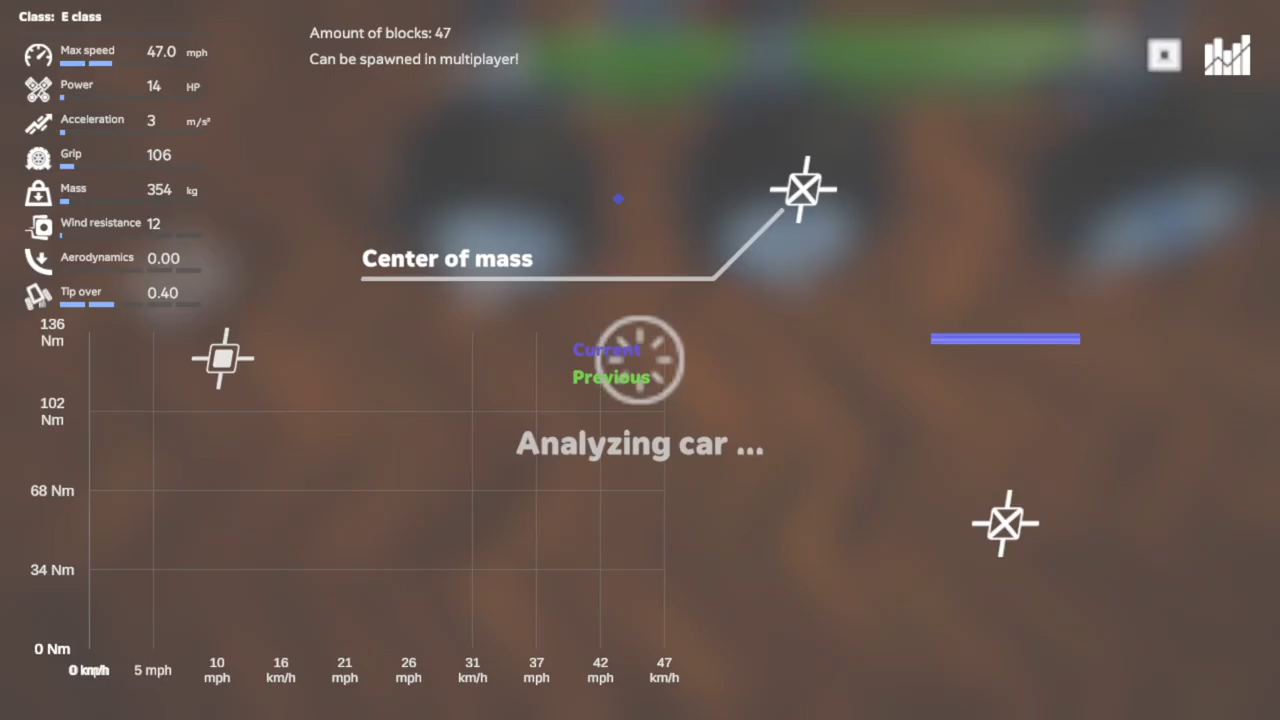 Class: E class
Max speed 47.0 mph
Power 14 HP
Acceleration 3 m/s²
Grip 106
Mass 354 kg
Wind resistance 12
Aerodynamics 0.00
Tip over 0.40
Amount of blocks: 47
Can be spawned in multiplayer!
Center of mass
Current
Previous
Analyzing car ...
136
Nm
102
Nm
68 Nm
34 Nm
0 Nm
5 mph
10
mph
16
km/h
21
mph
26
mph
31
km/h
37
mph
42
mph
47
km/h